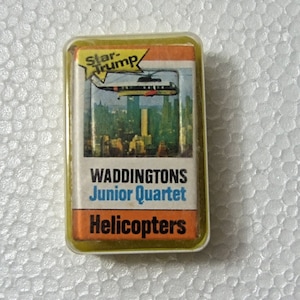 Star-
Trump
WADDINGTONS
Junior Quartet
Helicopters